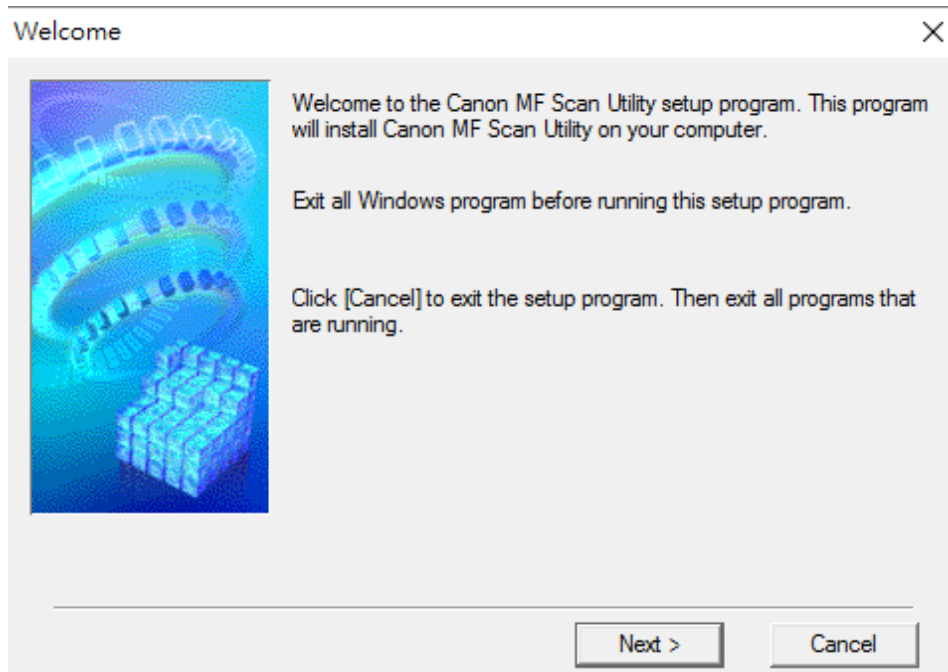 Welcome
Welcome to the Canon MF Scan Utility setup program. This program
will install Canon MF Scan Utility on your computer.
Exit all Windows program before running this setup program.
Click [Cancel] to exit the setup program. Then exit all programs that
are running.
Next >
Cancel